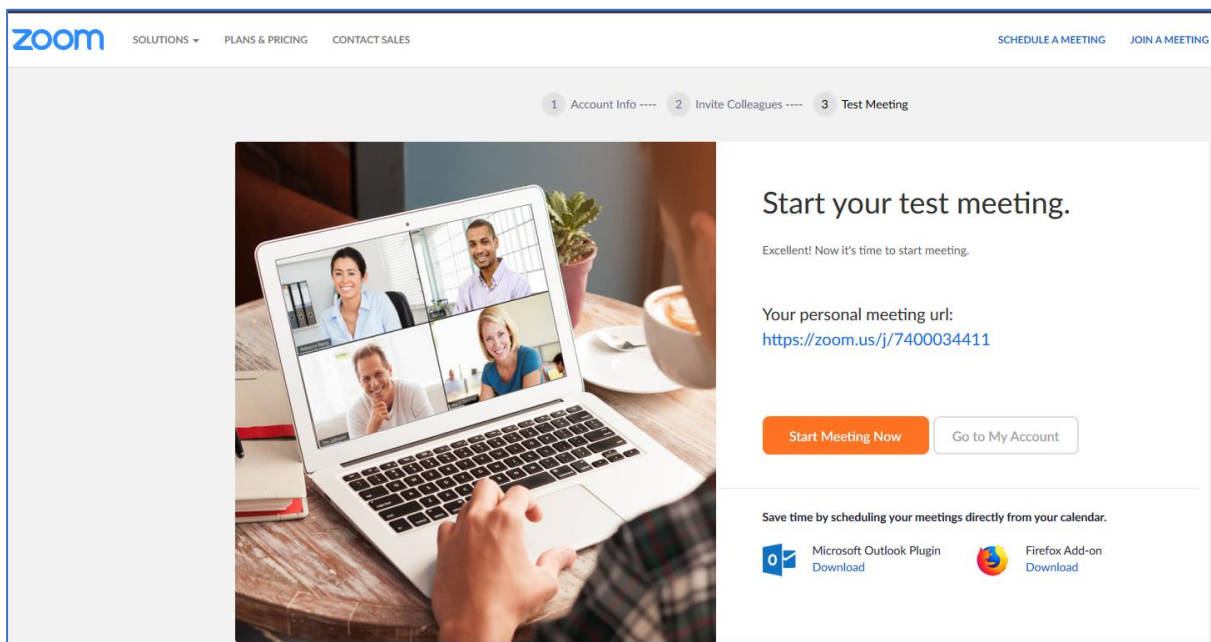 zoom
SOLUTIONS PLANS & PRICING CONTACT SALES SCHEDULE A MEETING JOIN A MEETING
1 Account Info ---- 2 Invite Colleagues ---- 3 Test Meeting
Start your test meeting.
Excellent! Now it's time to start meeting.
Your personal meeting url:
https://zoom.us/j/7400034411
Start Meeting Now Go to My Account
Save time by scheduling your meetings directly from your calendar.
Microsoft Outlook Plugin
Download
Firefox Add-on
Download